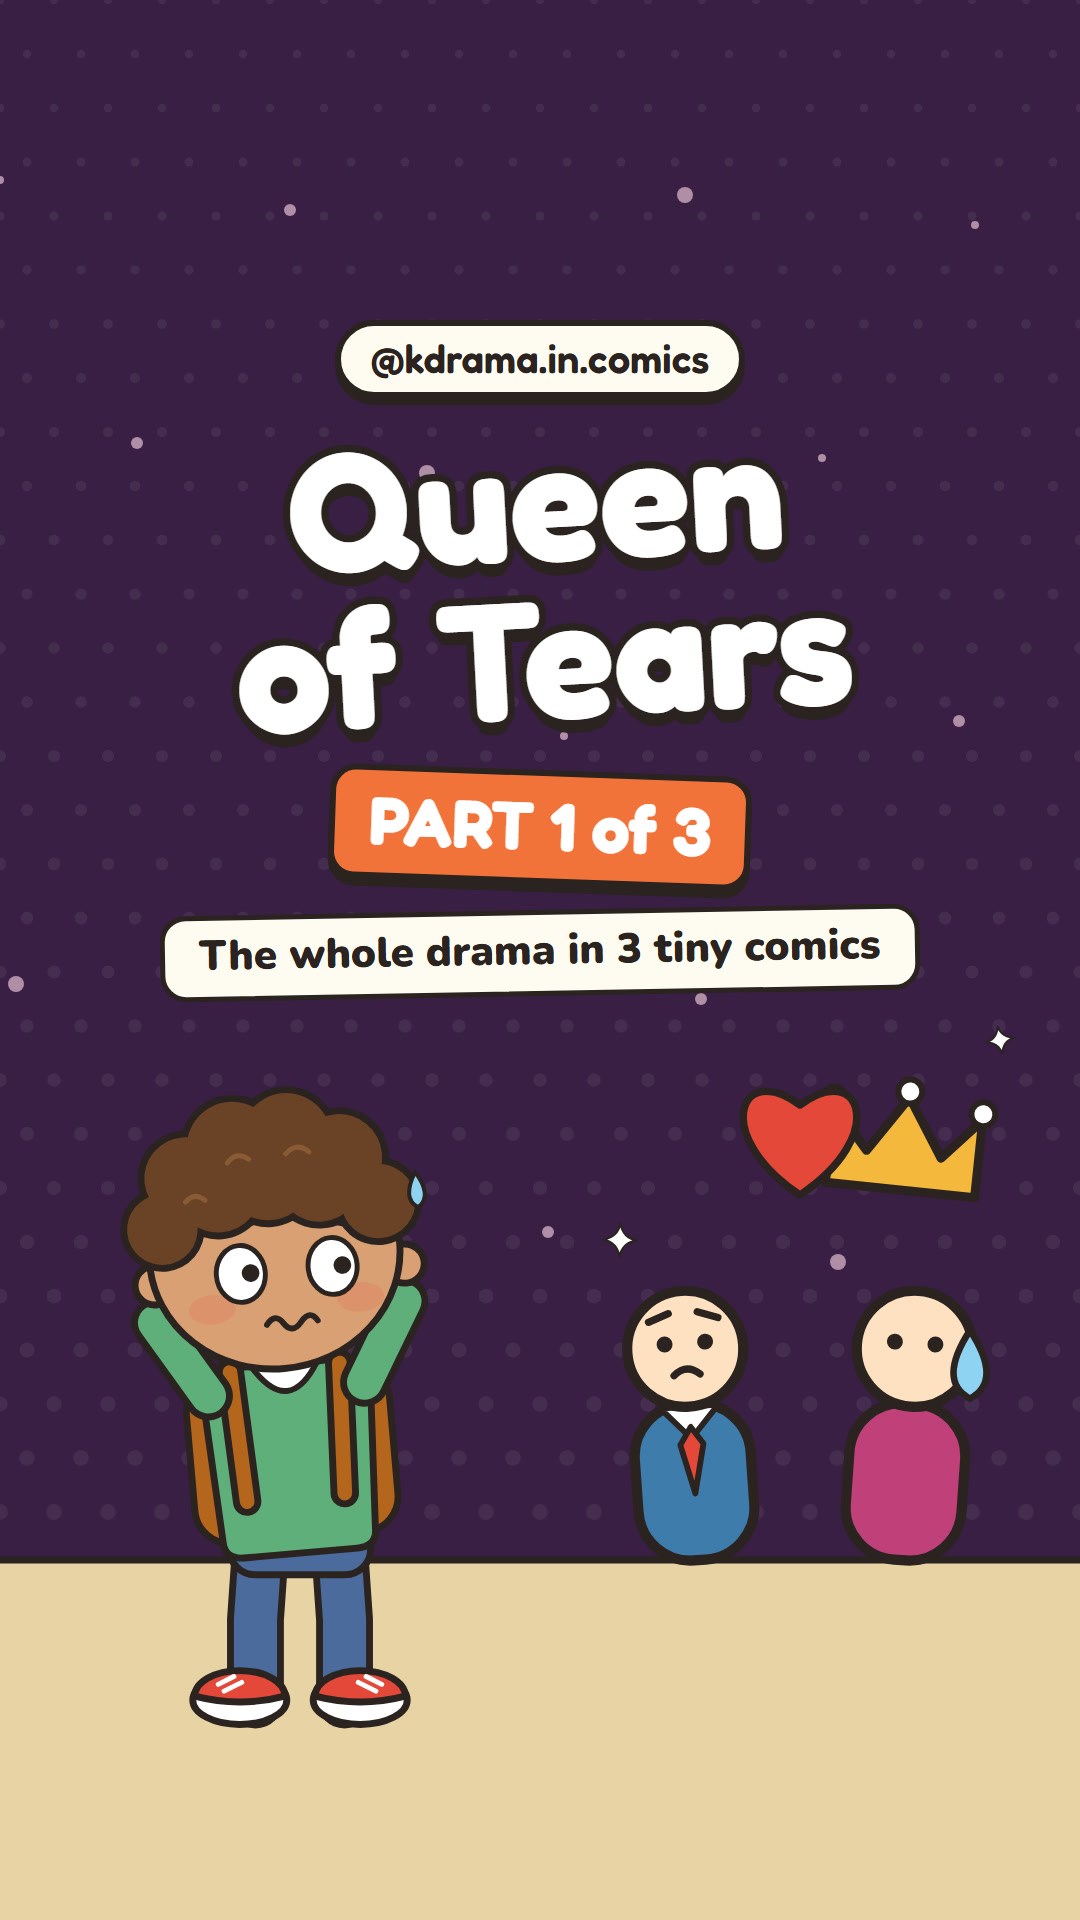 @kdrama.in.comics
Queen
of Tears
PART 1 of 3
The whole drama in 3 tiny comics